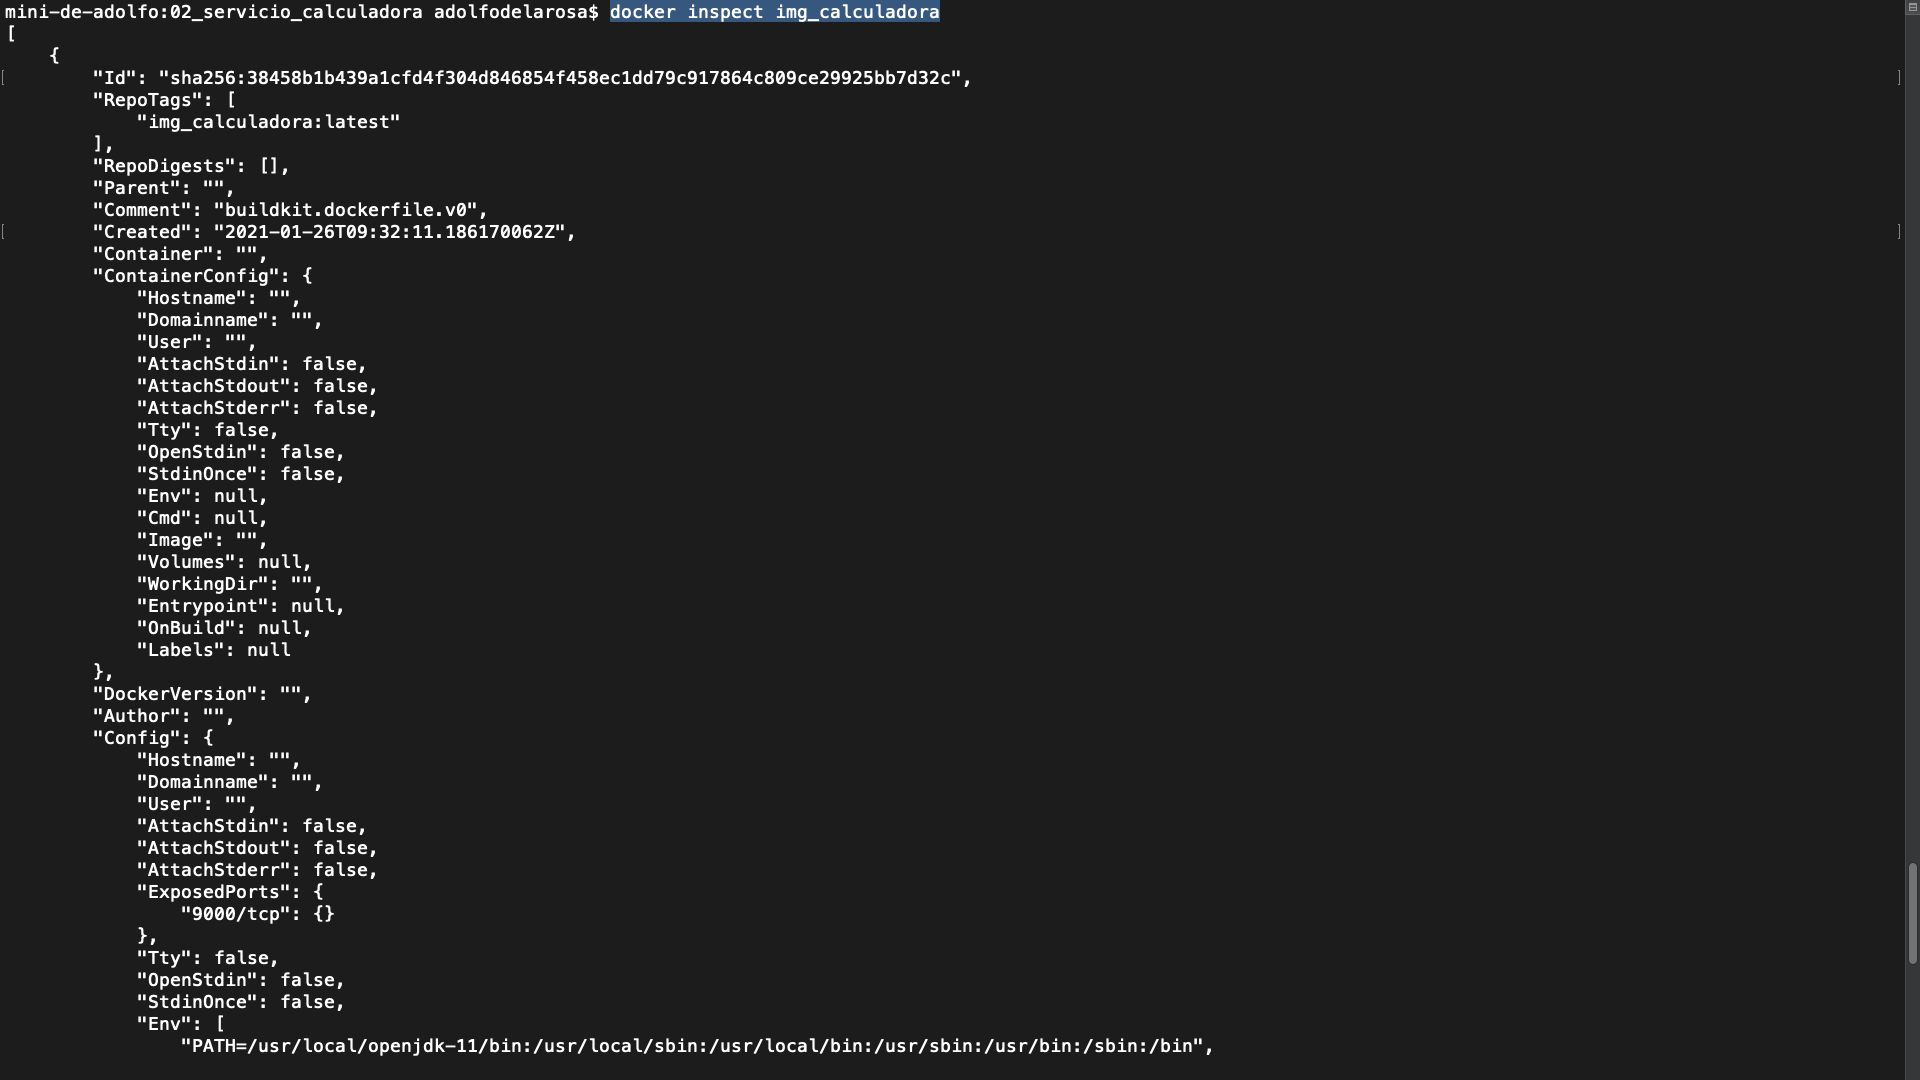 mini-de-adolfo:02_servicio_calculadora adolfodelarosa$ docker inspect img_calculadora
[
    {
        "Id": "sha256:38458b1b439a1cfd4f304d846854f458ec1dd79c917864c809ce29925bb7d32c",
        "RepoTags": [
            "img_calculadora:latest"
        ],
        "RepoDigests": [],
        "Parent": "",
        "Comment": "buildkit.dockerfile.v0",
        "Created": "2021-01-26T09:32:11.186170062Z",
        "Container": "",
        "ContainerConfig": {
            "Hostname": "",
            "Domainname": "",
            "User": "",
            "AttachStdin": false,
            "AttachStdout": false,
            "AttachStderr": false,
            "Tty": false,
            "OpenStdin": false,
            "StdinOnce": false,
            "Env": null,
            "Cmd": null,
            "Image": "",
            "Volumes": null,
            "WorkingDir": "",
            "Entrypoint": null,
            "OnBuild": null,
            "Labels": null
        },
        "DockerVersion": "",
        "Author": "",
        "Config": {
            "Hostname": "",
            "Domainname": "",
            "User": "",
            "AttachStdin": false,
            "AttachStdout": false,
            "AttachStderr": false,
            "ExposedPorts": {
                "9000/tcp": {}
            },
            "Tty": false,
            "OpenStdin": false,
            "StdinOnce": false,
            "Env": [
                "PATH=/usr/local/openjdk-11/bin:/usr/local/sbin:/usr/local/bin:/usr/sbin:/usr/bin:/sbin:/bin",